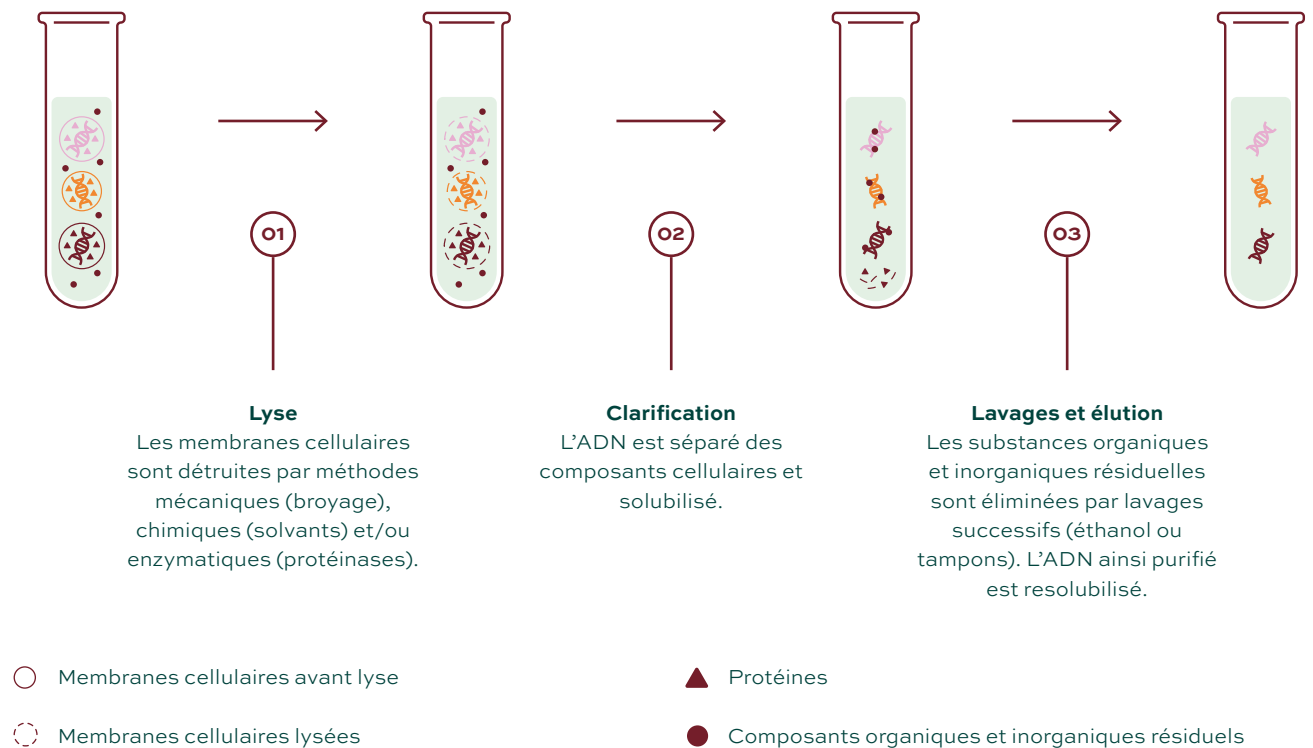 01
Lyse
Les membranes cellulaires
sont détruites par méthodes
mécaniques (broyage),
chimiques (solvants) et/ou
enzymatiques (protéinases).
02
Clarification
L’ADN est séparé des
composants cellulaires et
solubilisé.
03
Lavages et élution
Les substances organiques
et inorganiques résiduelles
sont éliminées par lavages
successifs (éthanol ou
tampons). L’ADN ainsi purifié
est resolubilisé.
Membranes cellulaires avant lyse
Membranes cellulaires lysées
Protéines
Composants organiques et inorganiques résiduels